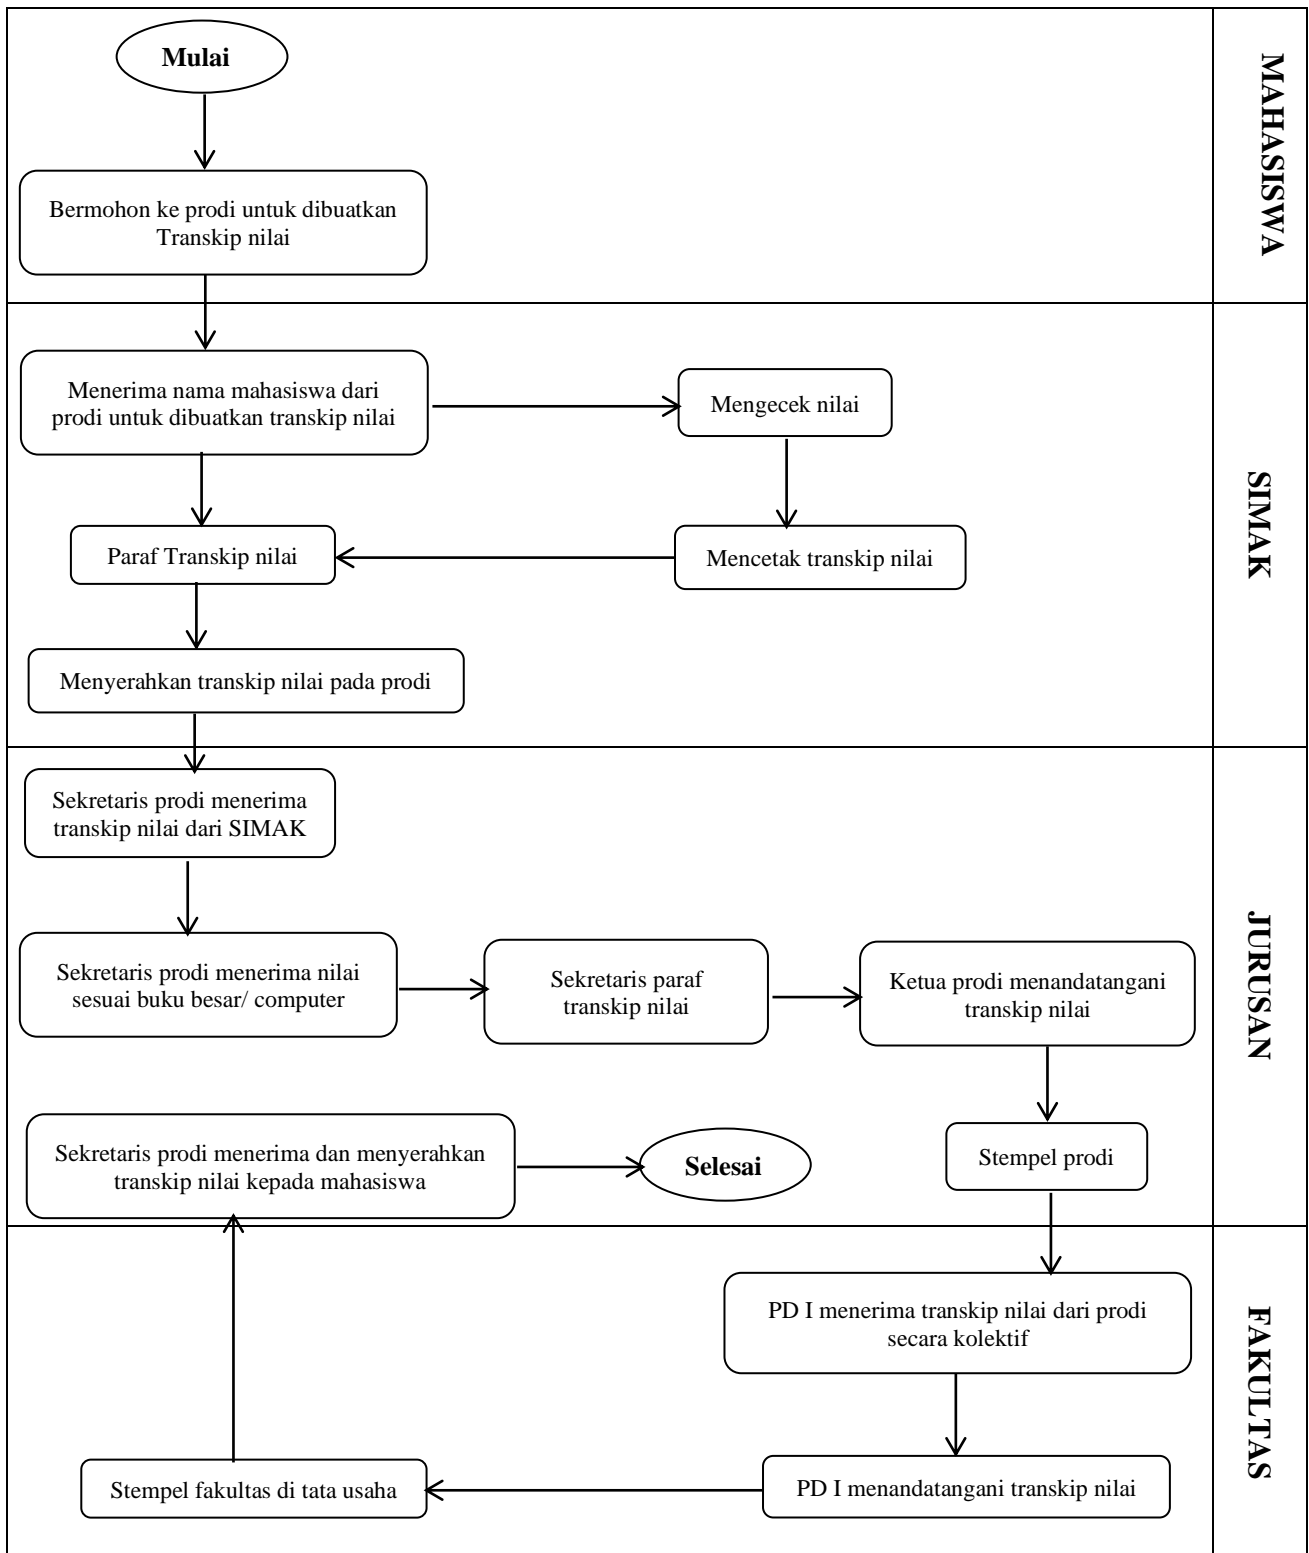 Mulai
Bermohon ke prodi untuk dibuatkan
Transkip nilai
MAHASISWA
Menerima nama mahasiswa dari
prodi untuk dibuatkan transkip nilai
Mengecek nilai
Paraf Transkip nilai
Mencetak transkip nilai
Menyerahkan transkip nilai pada prodi
SIMAK
Sekretaris prodi menerima
transkip nilai dari SIMAK
Sekretaris prodi menerima nilai
sesuai buku besar/ computer
Sekretaris paraf
transkip nilai
Ketua prodi menandatangani
transkip nilai
Sekretaris prodi menerima dan menyerahkan
transkip nilai kepada mahasiswa
Selesai
Stempel prodi
JURUSAN
PD I menerima transkip nilai dari prodi
secara kolektif
Stempel fakultas di tata usaha
PD I menandatangani transkip nilai
FAKULTAS